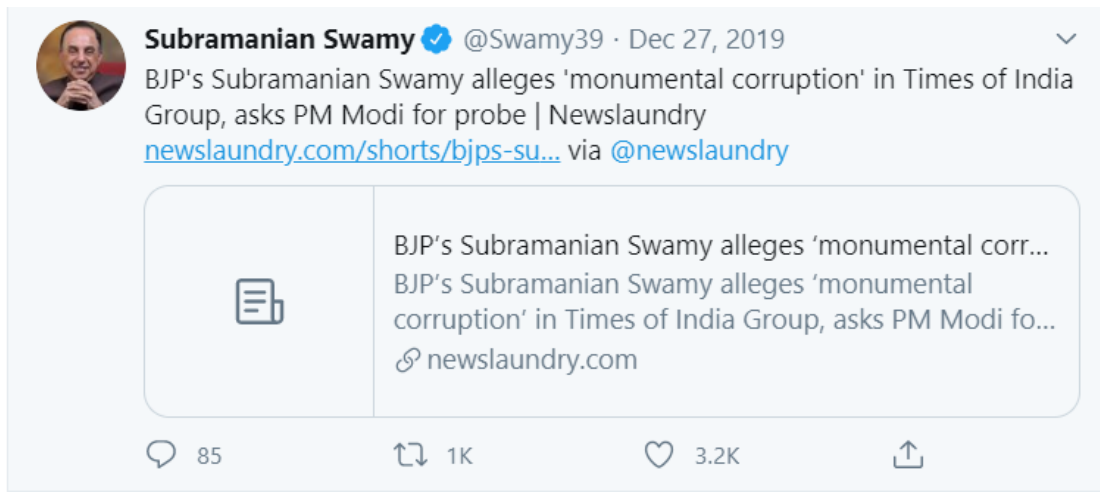 Subramanian Swamy @Swamy39 · Dec 27, 2019
BJP's Subramanian Swamy alleges 'monumental corruption' in Times of India
Group, asks PM Modi for probe | Newslaundry
newslaundry.com/shorts/bjps-su... via @newslaundry
BJP’s Subramanian Swamy alleges ‘monumental corr...
BJP’s Subramanian Swamy alleges ‘monumental
corruption’ in Times of India Group, asks PM Modi fo...
newslaundry.com
85 1K 3.2K